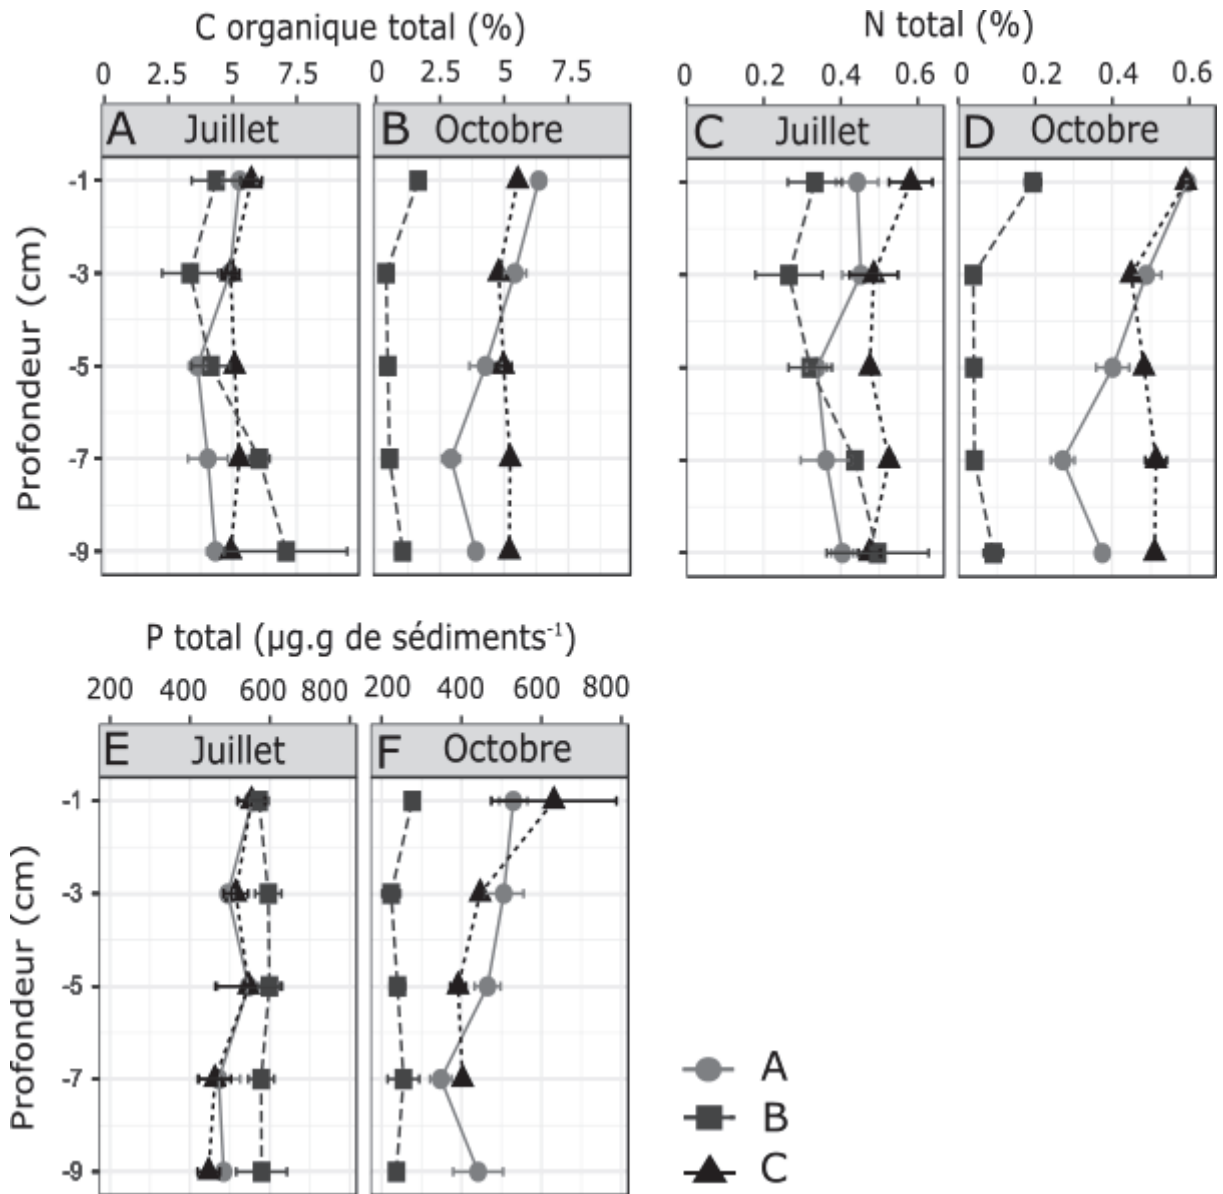 C organique total (%)
N total (%)
0 5 7.5 0 2.5 5 7.5
0 0.2 0.4 0.6 0 0.2 0.4 0.6
A Juillet B Octobre
C Juillet D Octobre
Profondeur (cm)
-1
-3
-5
-7
-9
P total (µg.g de sédiments⁻¹)
200 400 600 800 200 400 600 800
E Juillet F Octobre
Profondeur (cm)
-1
-3
-5
-7
-9
A
B
C